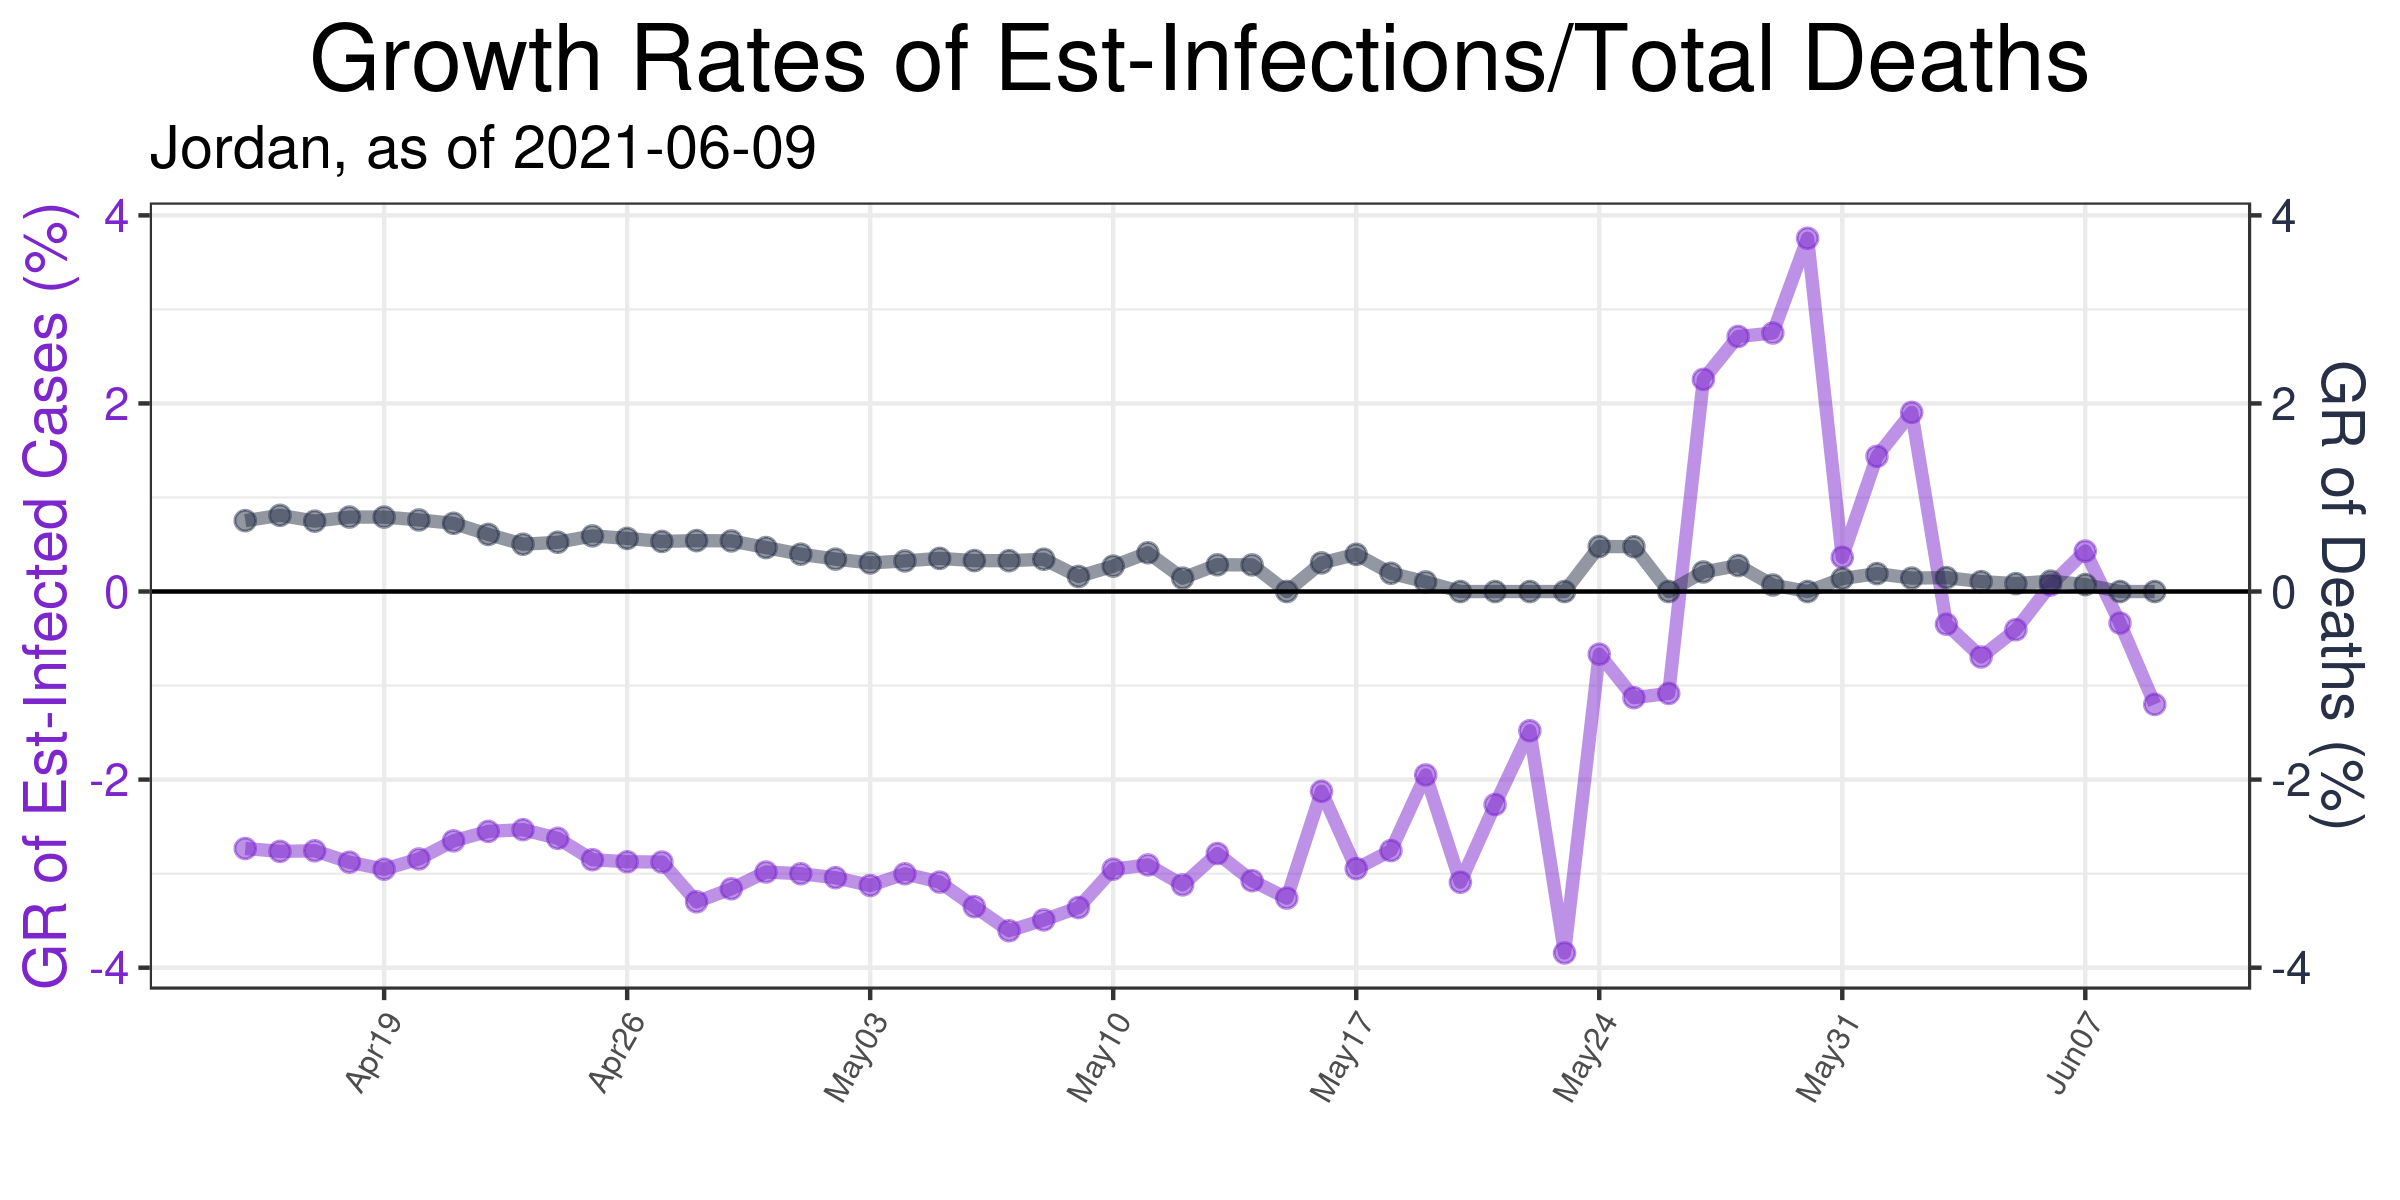 Growth Rates of Est-Infections/Total Deaths
Jordan, as of 2021-06-09
GR of Est-Infected Cases (%)
4
2
0
-2
-4
4
2
0
-2
-4
GR of Deaths (%)
Apr19
Apr26
May03
May10
May17
May24
May31
Jun07